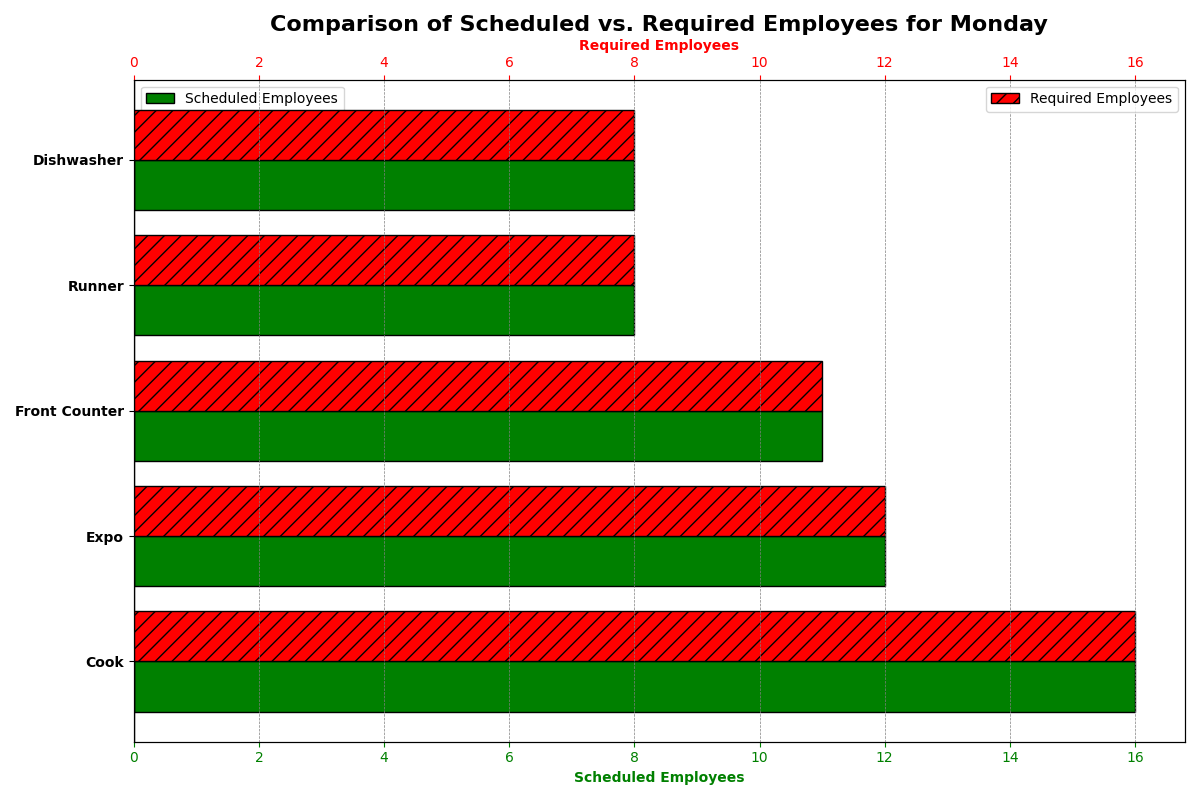 Comparison of Scheduled vs. Required Employees for Monday
Required Employees
0 2 4 6 8 10 12 14 16
Scheduled Employees
Required Employees
Dishwasher
Runner
Front Counter
Expo
Cook
0 2 4 6 8 10 12 14 16
Scheduled Employees